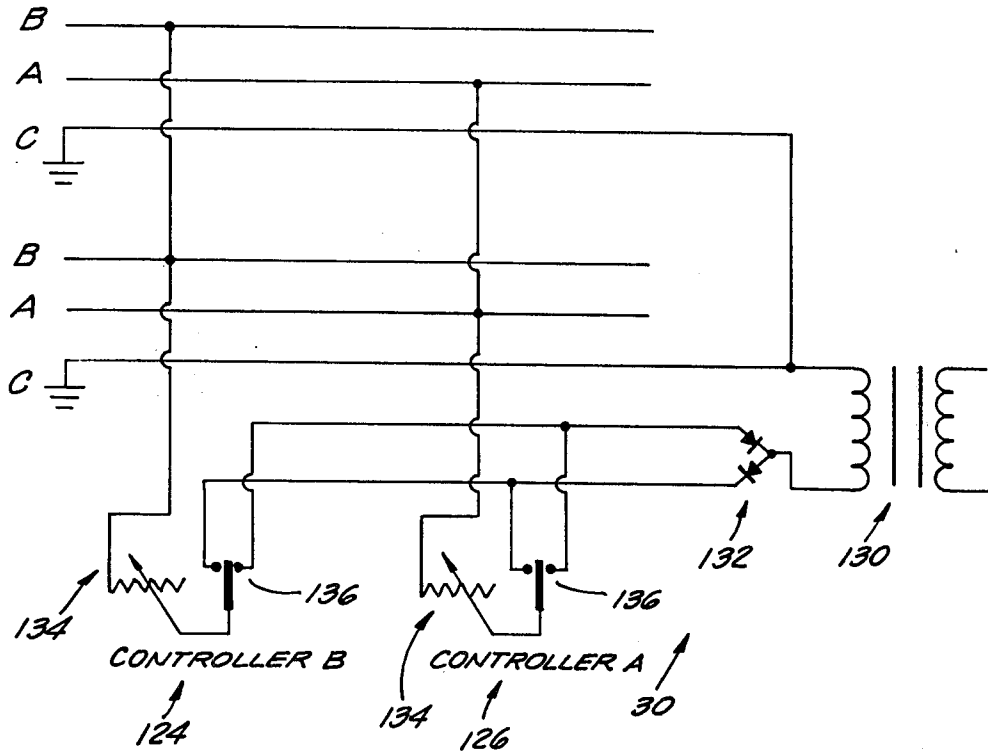 B
A
C
B
A
C
132
130
136
136
134
CONTROLLER B
CONTROLLER A
134
30
124
126